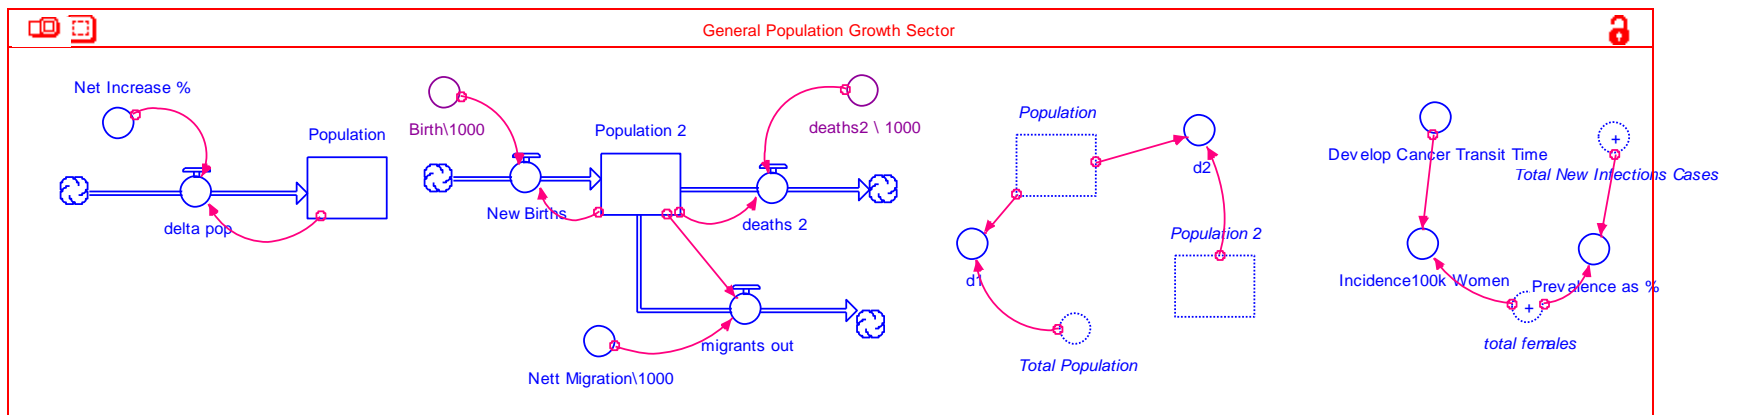 General Population Growth Sector
Net Increase %
Population
delta pop
Birth\1000
Population 2
deaths2 \ 1000
New Births
deaths 2
migrants out
Nett Migration\1000
Population
d2
d1
Population 2
Total Population
Develop Cancer Transit Time
Total New Infections Cases
Incidence100k Women
Prevalence as %
total females